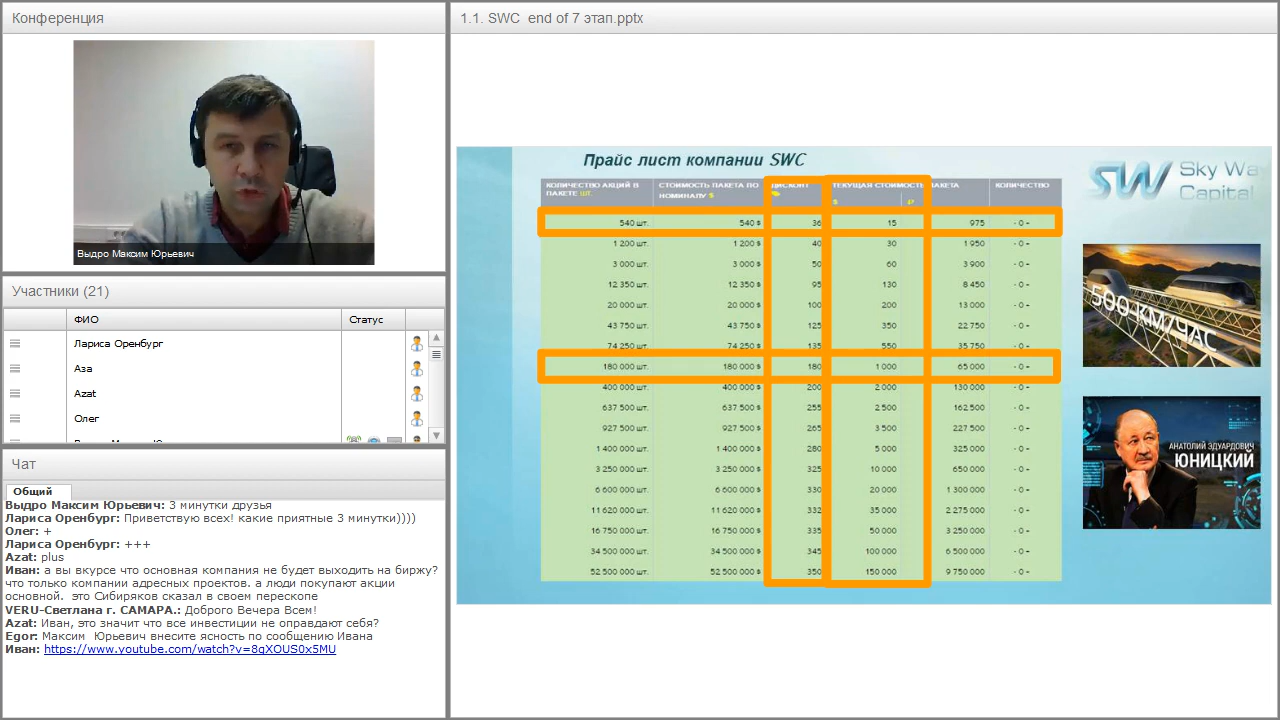 Конференция
Выдро Максим Юрьевич
Участники (21)
ФИО
Статус
Лариса Оренбург
Аза
Azat
Олег
Чат
Общий
Выдро Максим Юрьевич: 3 минутки друзья
Лариса Оренбург: Приветствую всех! какие приятные 3 минутки))))
Олег: +
Лариса Оренбург: +++
Azat: plus
Иван: а вы вкурсе что основная компания не будет выходить на биржу?
что только компании адресных проектов. а люди покупают акции
основной. это Сибиряков сказал в своем перескопе
VERU-Светлана г. САМАРА.: Доброго Вечера Всем!
Azat: Иван, это значит что все инвестиции не оправдают себя?
Egor: Максим Юрьевич внесите ясность по сообщению Ивана
Иван: https://www.youtube.com/watch?v=8gXOUS0x5MU
1.1. SWC end of 7 этап.pptx
Прайс лист компании SWC
КОЛИЧЕСТВО АКЦИЙ В ПАКЕТЕ ШТ. СТОИМОСТЬ ПАКЕТА ПО НОМИНАЛУ $ ДИСКОНТ % ТЕКУЩАЯ СТОИМОСТЬ ПАКЕТА $ ₽ КОЛИЧЕСТВО
540 шт. 540 $ 36 15 975 - 0 +
1 200 шт. 1 200 $ 40 30 1 950 - 0 +
3 000 шт. 3 000 $ 50 60 3 900 - 0 +
12 350 шт. 12 350 $ 95 130 8 450 - 0 +
20 000 шт. 20 000 $ 100 200 13 000 - 0 +
43 750 шт. 43 750 $ 125 350 22 750 - 0 +
74 250 шт. 74 250 $ 135 550 35 750 - 0 +
180 000 шт. 180 000 $ 180 1 000 65 000 - 0 +
400 000 шт. 400 000 $ 200 2 000 130 000 - 0 +
637 500 шт. 637 500 $ 255 2 500 162 500 - 0 +
927 500 шт. 927 500 $ 265 3 500 227 500 - 0 +
1 400 000 шт. 1 400 000 $ 280 5 000 325 000 - 0 +
3 250 000 шт. 3 250 000 $ 325 10 000 650 000 - 0 +
6 600 000 шт. 6 600 000 $ 330 20 000 1 300 000 - 0 +
11 620 000 шт. 11 620 000 $ 332 35 000 2 275 000 - 0 +
16 750 000 шт. 16 750 000 $ 335 50 000 3 250 000 - 0 +
34 500 000 шт. 34 500 000 $ 345 100 000 6 500 000 - 0 +
52 500 000 шт. 52 500 000 $ 350 150 000 9 750 000 - 0 +
SW Sky Wa
Capital
500 КМ/ЧАС
АНАТОЛИЙ ЭДУАРДОВИЧ
ЮНИЦКИЙ